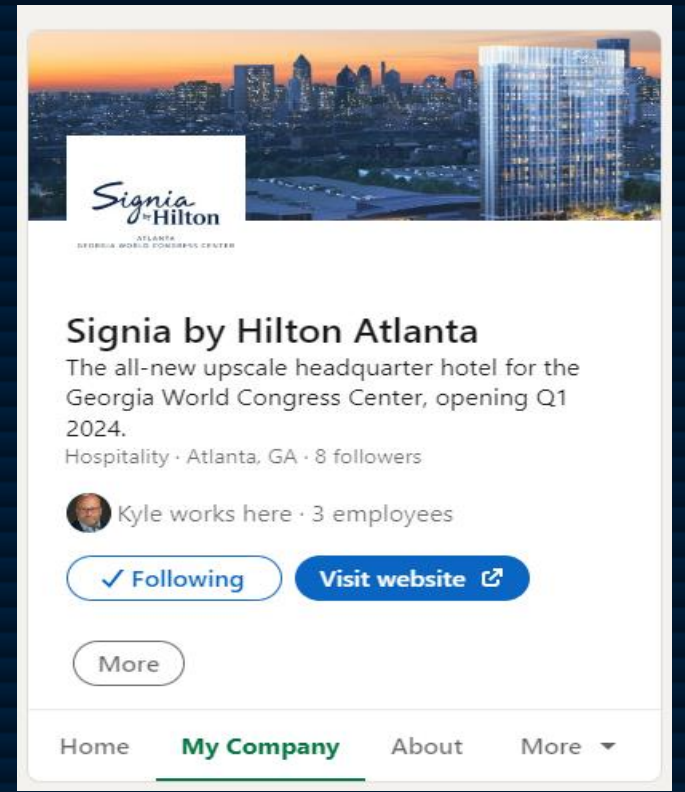 Signia
by Hilton
ATLANTA
GEORGIA WORLD CONGRESS CENTER
Signia by Hilton Atlanta
The all-new upscale headquarter hotel for the
Georgia World Congress Center, opening Q1
2024.
Hospitality · Atlanta, GA · 8 followers
Kyle works here · 3 employees
✓ Following
Visit website
More
Home
My Company
About
More